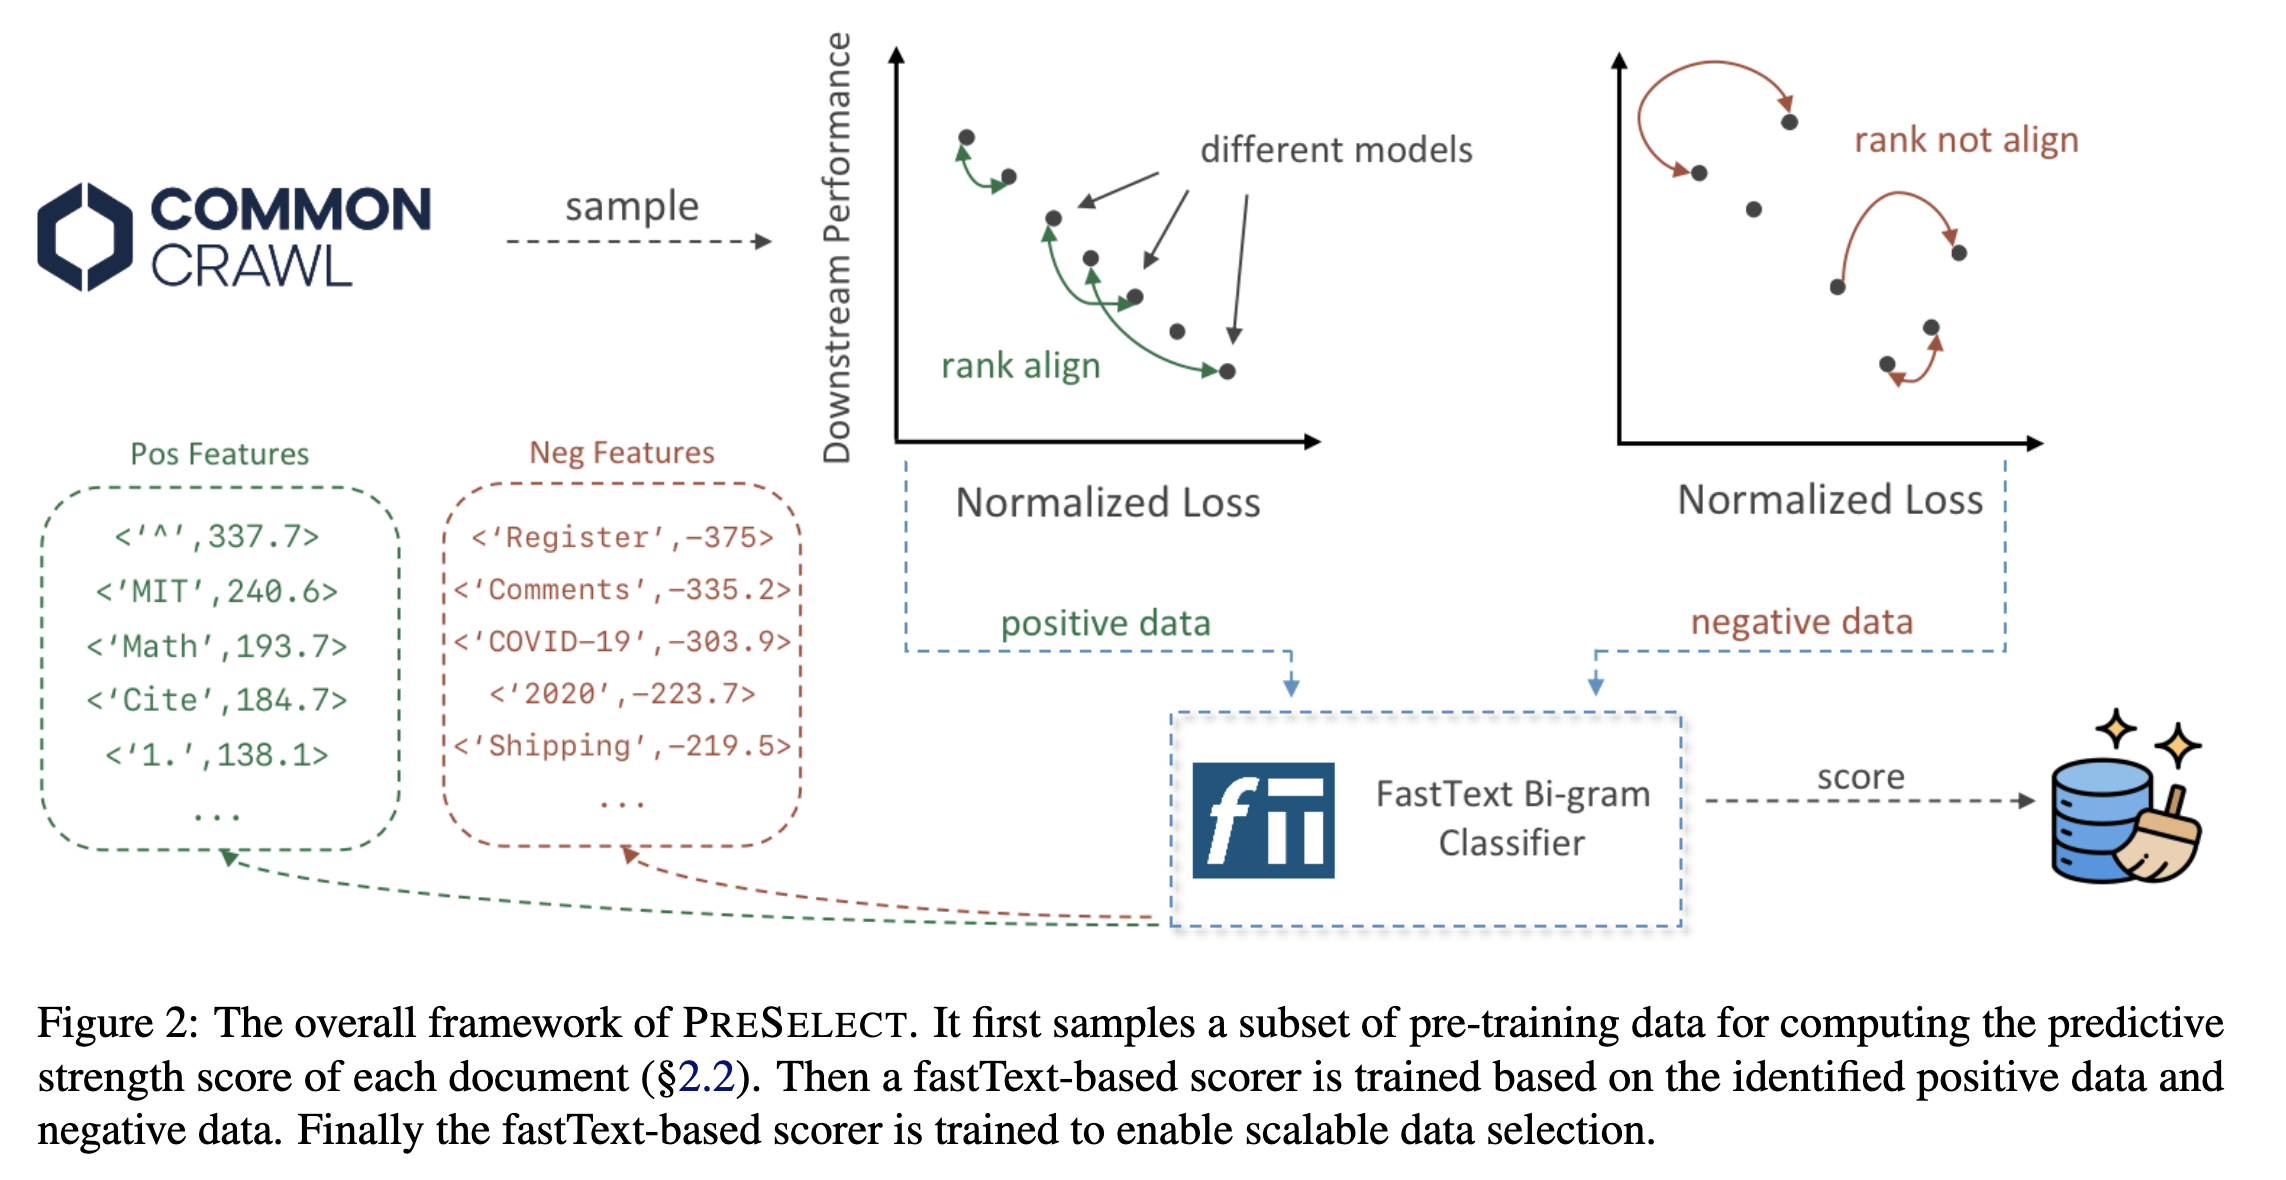 COMMON
CRAWL
sample
Downstream Performance
different models
rank align
Normalized Loss
rank not align
Normalized Loss
Pos Features
<‘^’,337.7>
<‘MIT’,240.6>
<‘Math’,193.7>
<‘Cite’,184.7>
<‘1.’,138.1>
...
Neg Features
<‘Register’,−375>
<‘Comments’,−335.2>
<‘COVID−19’,−303.9>
<‘2020’,−223.7>
<‘Shipping’,−219.5>
...
positive data
negative data
FastText Bi-gram
Classifier
score
Figure 2: The overall framework of PRESELECT. It first samples a subset of pre-training data for computing the predictive
strength score of each document (§2.2). Then a fastText-based scorer is trained based on the identified positive data and
negative data. Finally the fastText-based scorer is trained to enable scalable data selection.